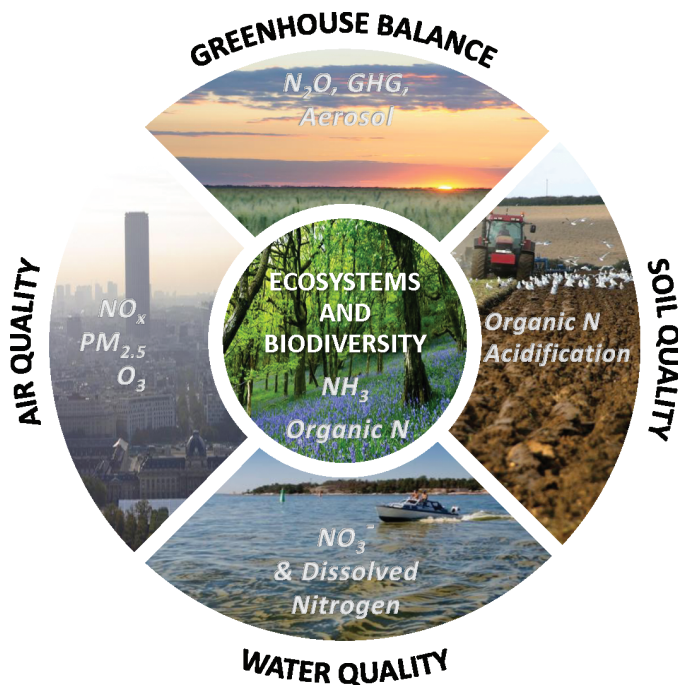 GREENHOUSE BALANCE
N₂O, GHG,
Aerosol
AIR QUALITY
NOₓ
PM₂.₅
O₃
ECOSYSTEMS
AND
BIODIVERSITY
NH₃
Organic N
SOIL QUALITY
Organic N
Acidification
NO₃⁻
& Dissolved
Nitrogen
WATER QUALITY